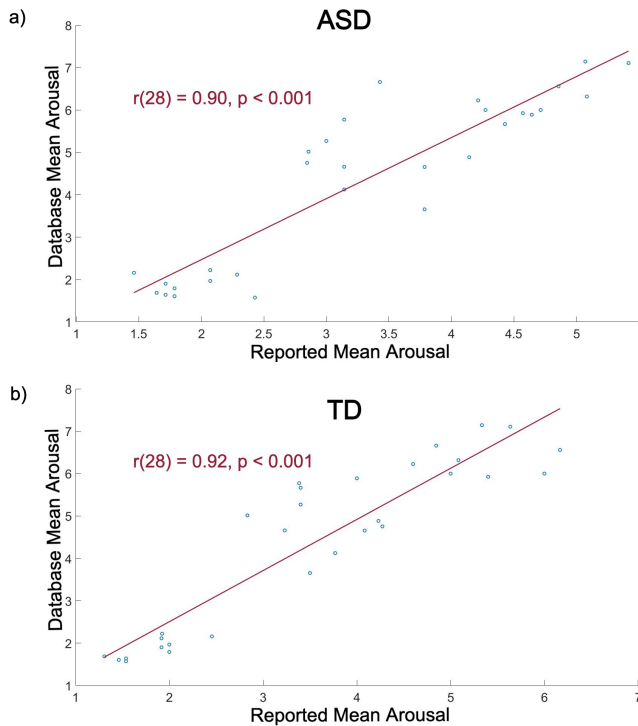 a)
ASD
r(28) = 0.90, p < 0.001
Database Mean Arousal
8
7
6
5
4
3
2
1
1 1.5 2 2.5 3 3.5 4 4.5 5
Reported Mean Arousal
b)
TD
r(28) = 0.92, p < 0.001
Database Mean Arousal
8
7
6
5
4
3
2
1
1 2 3 4 5 6 7
Reported Mean Arousal